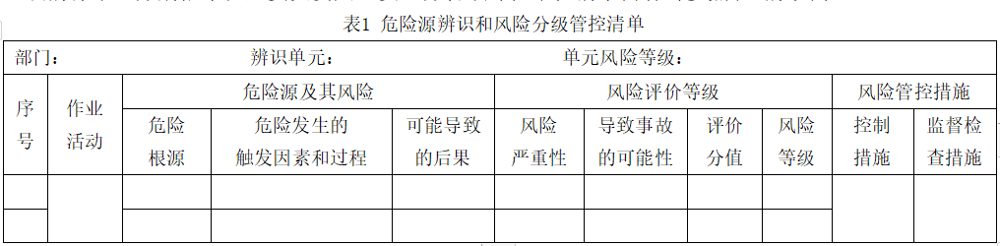 表1 危险源辨识和风险分级管控清单
部门： 辨识单元： 单元风险等级：
序号 作业活动 危险源及其风险 风险评价等级 风险管控措施
危险根源 危险发生的触发因素和过程 可能导致的后果 风险严重性 导致事故的可能性 评价分值 风险等级 控制措施 监督检查措施